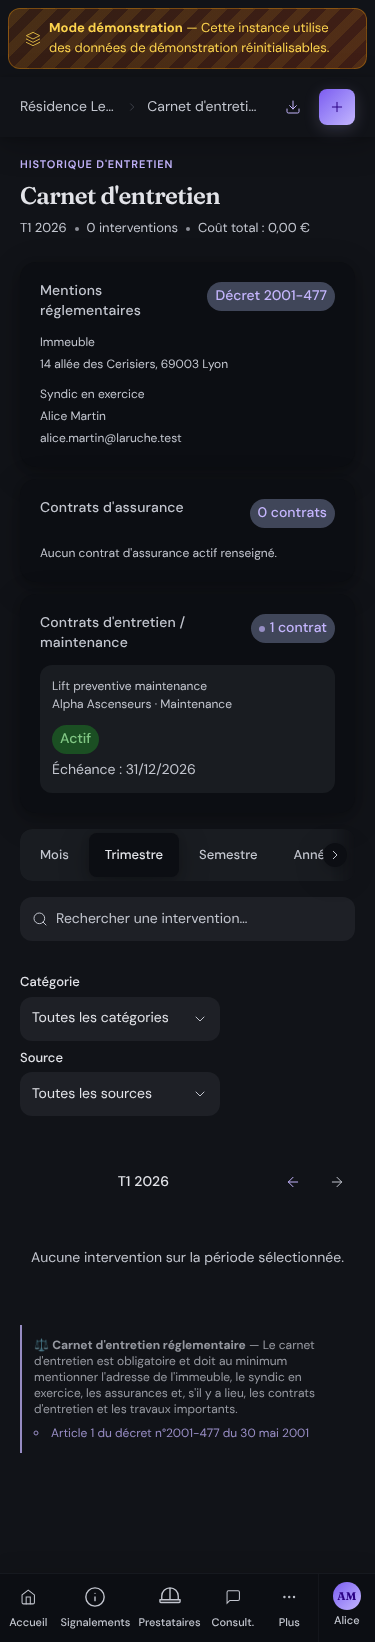 Mode démonstration — Cette instance utilise
des données de démonstration réinitialisables.
Résidence Le... > Carnet d'entreti...
HISTORIQUE D'ENTRETIEN
Carnet d'entretien
T1 2026 • 0 interventions • Coût total : 0,00 €
Mentions
réglementaires
Décret 2001-477
Immeuble
14 allée des Cerisiers, 69003 Lyon
Syndic en exercice
Alice Martin
alice.martin@laruche.test
Contrats d'assurance
0 contrats
Aucun contrat d'assurance actif renseigné.
Contrats d'entretien /
maintenance
1 contrat
Lift preventive maintenance
Alpha Ascenseurs · Maintenance
Actif
Échéance : 31/12/2026
Mois Trimestre Semestre Anné
Rechercher une intervention...
Catégorie
Toutes les catégories
Source
Toutes les sources
T1 2026
Aucune intervention sur la période sélectionnée.
⚖️ Carnet d'entretien réglementaire — Le carnet
d'entretien est obligatoire et doit au minimum
mentionner l'adresse de l'immeuble, le syndic en
exercice, les assurances et, s'il y a lieu, les contrats
d'entretien et les travaux importants.
Article 1 du décret n°2001-477 du 30 mai 2001
Accueil Signalements Prestataires Consult. Plus
AM
Alice